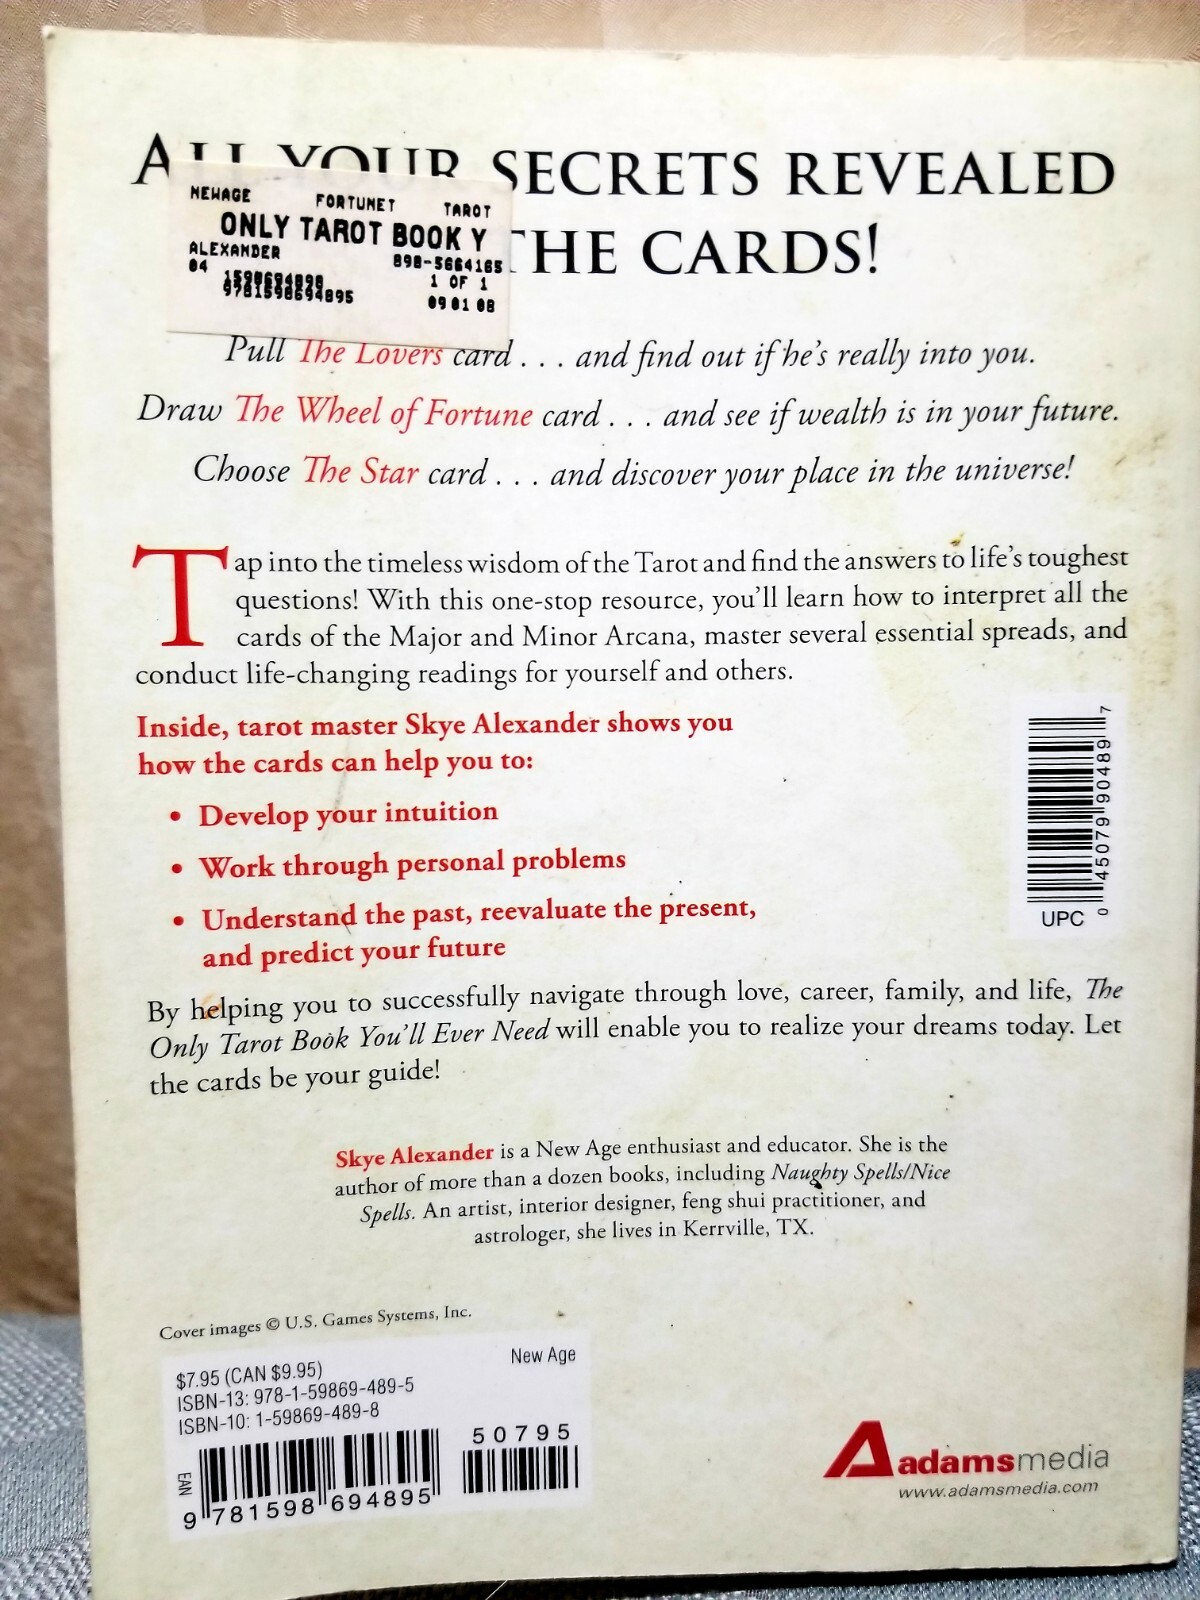 ALL YOUR SECRETS REVEALED
THE CARDS!
NEWAGE FORTUNET TAROT
ONLY TAROT BOOK Y
ALEXANDER 898-5664165
04 1 OF 1
9781598694895 09 01 08
Pull The Lovers card . . . and find out if he's really into you.
Draw The Wheel of Fortune card . . . and see if wealth is in your future.
Choose The Star card . . . and discover your place in the universe!
Tap into the timeless wisdom of the Tarot and find the answers to life's toughest
questions! With this one-stop resource, you'll learn how to interpret all the
cards of the Major and Minor Arcana, master several essential spreads, and
conduct life-changing readings for yourself and others.
Inside, tarot master Skye Alexander shows you
how the cards can help you to:
• Develop your intuition
• Work through personal problems
• Understand the past, reevaluate the present,
and predict your future
0 45079 90489 7
UPC
By helping you to successfully navigate through love, career, family, and life, The
Only Tarot Book You'll Ever Need will enable you to realize your dreams today. Let
the cards be your guide!
Skye Alexander is a New Age enthusiast and educator. She is the
author of more than a dozen books, including Naughty Spells/Nice
Spells. An artist, interior designer, feng shui practitioner, and
astrologer, she lives in Kerrville, TX.
Cover images © U.S. Games Systems, Inc.
$7.95 (CAN $9.95) New Age
ISBN-13: 978-1-59869-489-5
ISBN-10: 1-59869-489-8
50795
EAN
9 781598 694895
adamsmedia
www.adamsmedia.com